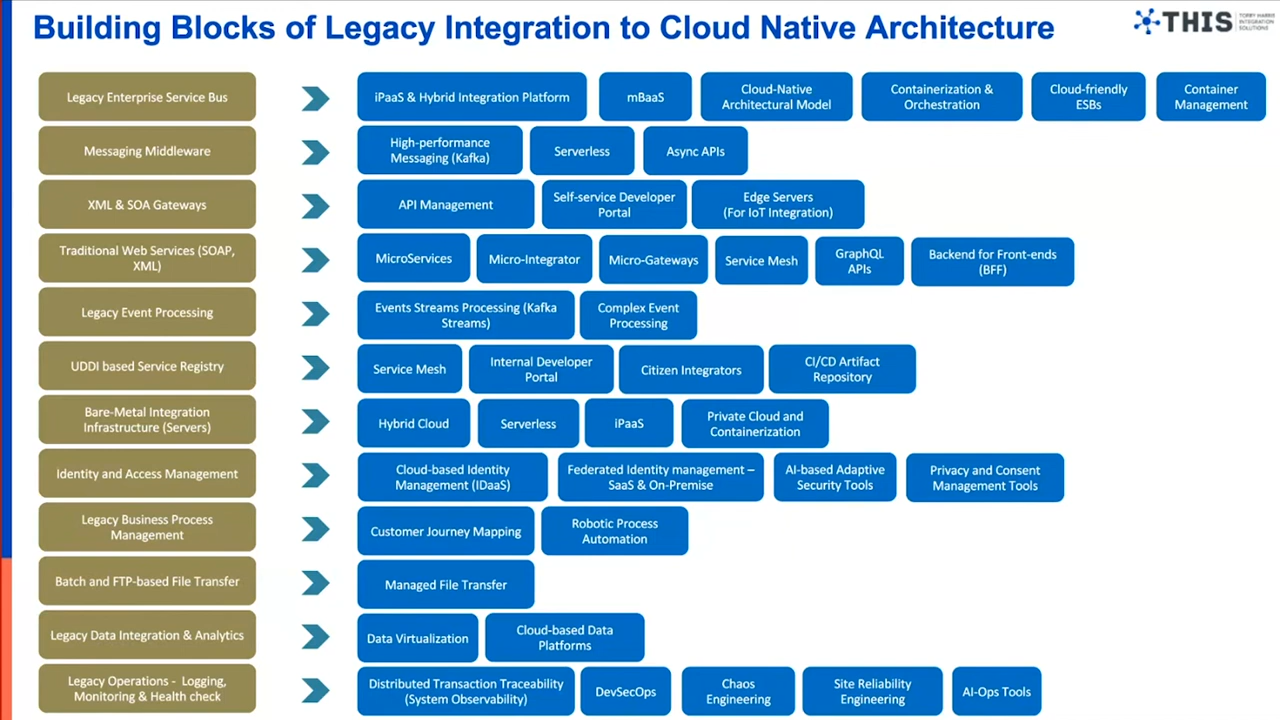 Building Blocks of Legacy Integration to Cloud Native Architecture
THIS
TORRY HARRIS
INTEGRATION
SOLUTIONS
Legacy Enterprise Service Bus
iPaaS & Hybrid Integration Platform
mBaaS
Cloud-Native
Architectural Model
Containerization &
Orchestration
Cloud-friendly
ESBs
Container
Management
Messaging Middleware
High-performance
Messaging (Kafka)
Serverless
Async APIs
XML & SOA Gateways
API Management
Self-service Developer
Portal
Edge Servers
(For IoT Integration)
Traditional Web Services (SOAP,
XML)
MicroServices
Micro-Integrator
Micro-Gateways
Service Mesh
GraphQL
APIs
Backend for Front-ends
(BFF)
Legacy Event Processing
Events Streams Processing (Kafka
Streams)
Complex Event
Processing
UDDI based Service Registry
Service Mesh
Internal Developer
Portal
Citizen Integrators
CI/CD Artifact
Repository
Bare-Metal Integration
Infrastructure (Servers)
Hybrid Cloud
Serverless
iPaaS
Private Cloud and
Containerization
Identity and Access Management
Cloud-based Identity
Management (IDaaS)
Federated Identity management –
SaaS & On-Premise
AI-based Adaptive
Security Tools
Privacy and Consent
Management Tools
Legacy Business Process
Management
Customer Journey Mapping
Robotic Process
Automation
Batch and FTP-based File Transfer
Managed File Transfer
Legacy Data Integration & Analytics
Data Virtualization
Cloud-based Data
Platforms
Legacy Operations - Logging,
Monitoring & Health check
Distributed Transaction Traceability
(System Observability)
DevSecOps
Chaos
Engineering
Site Reliability
Engineering
AI-Ops Tools